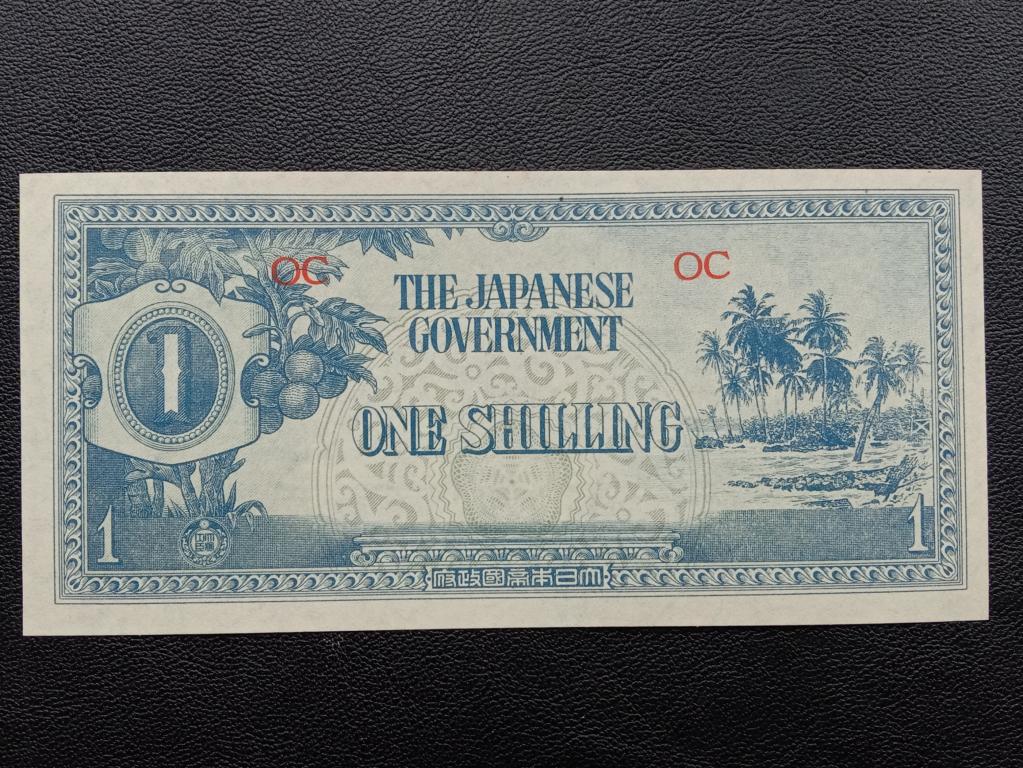 OC OC
THE JAPANESE
GOVERNMENT
1
ONE SHILLING
1 1
大日本帝國政府